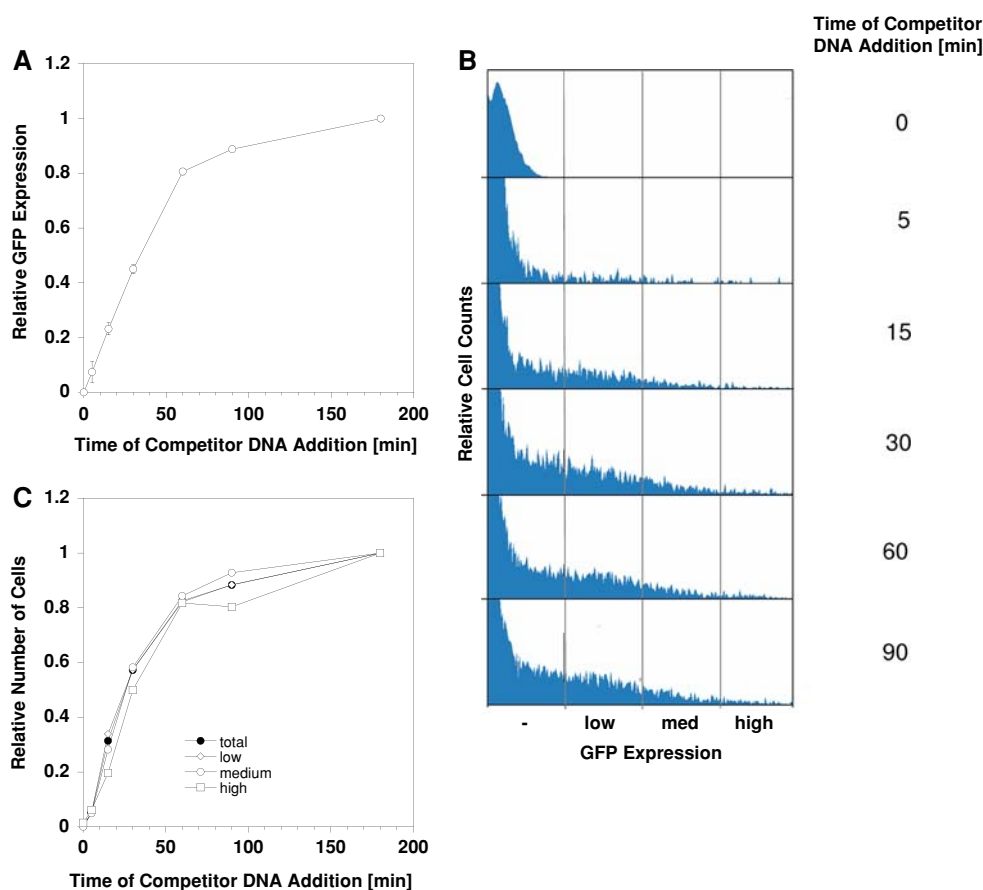 A
1.2
1
0.8
0.6
0.4
0.2
0
0 50 100 150 200
Relative GFP Expression
Time of Competitor DNA Addition [min]
B
Time of Competitor
DNA Addition [min]
0
5
15
30
60
90
Relative Cell Counts
- low med high
GFP Expression
C
1.2
1
0.8
0.6
0.4
0.2
0
0 50 100 150 200
Relative Number of Cells
total
low
medium
high
Time of Competitor DNA Addition [min]